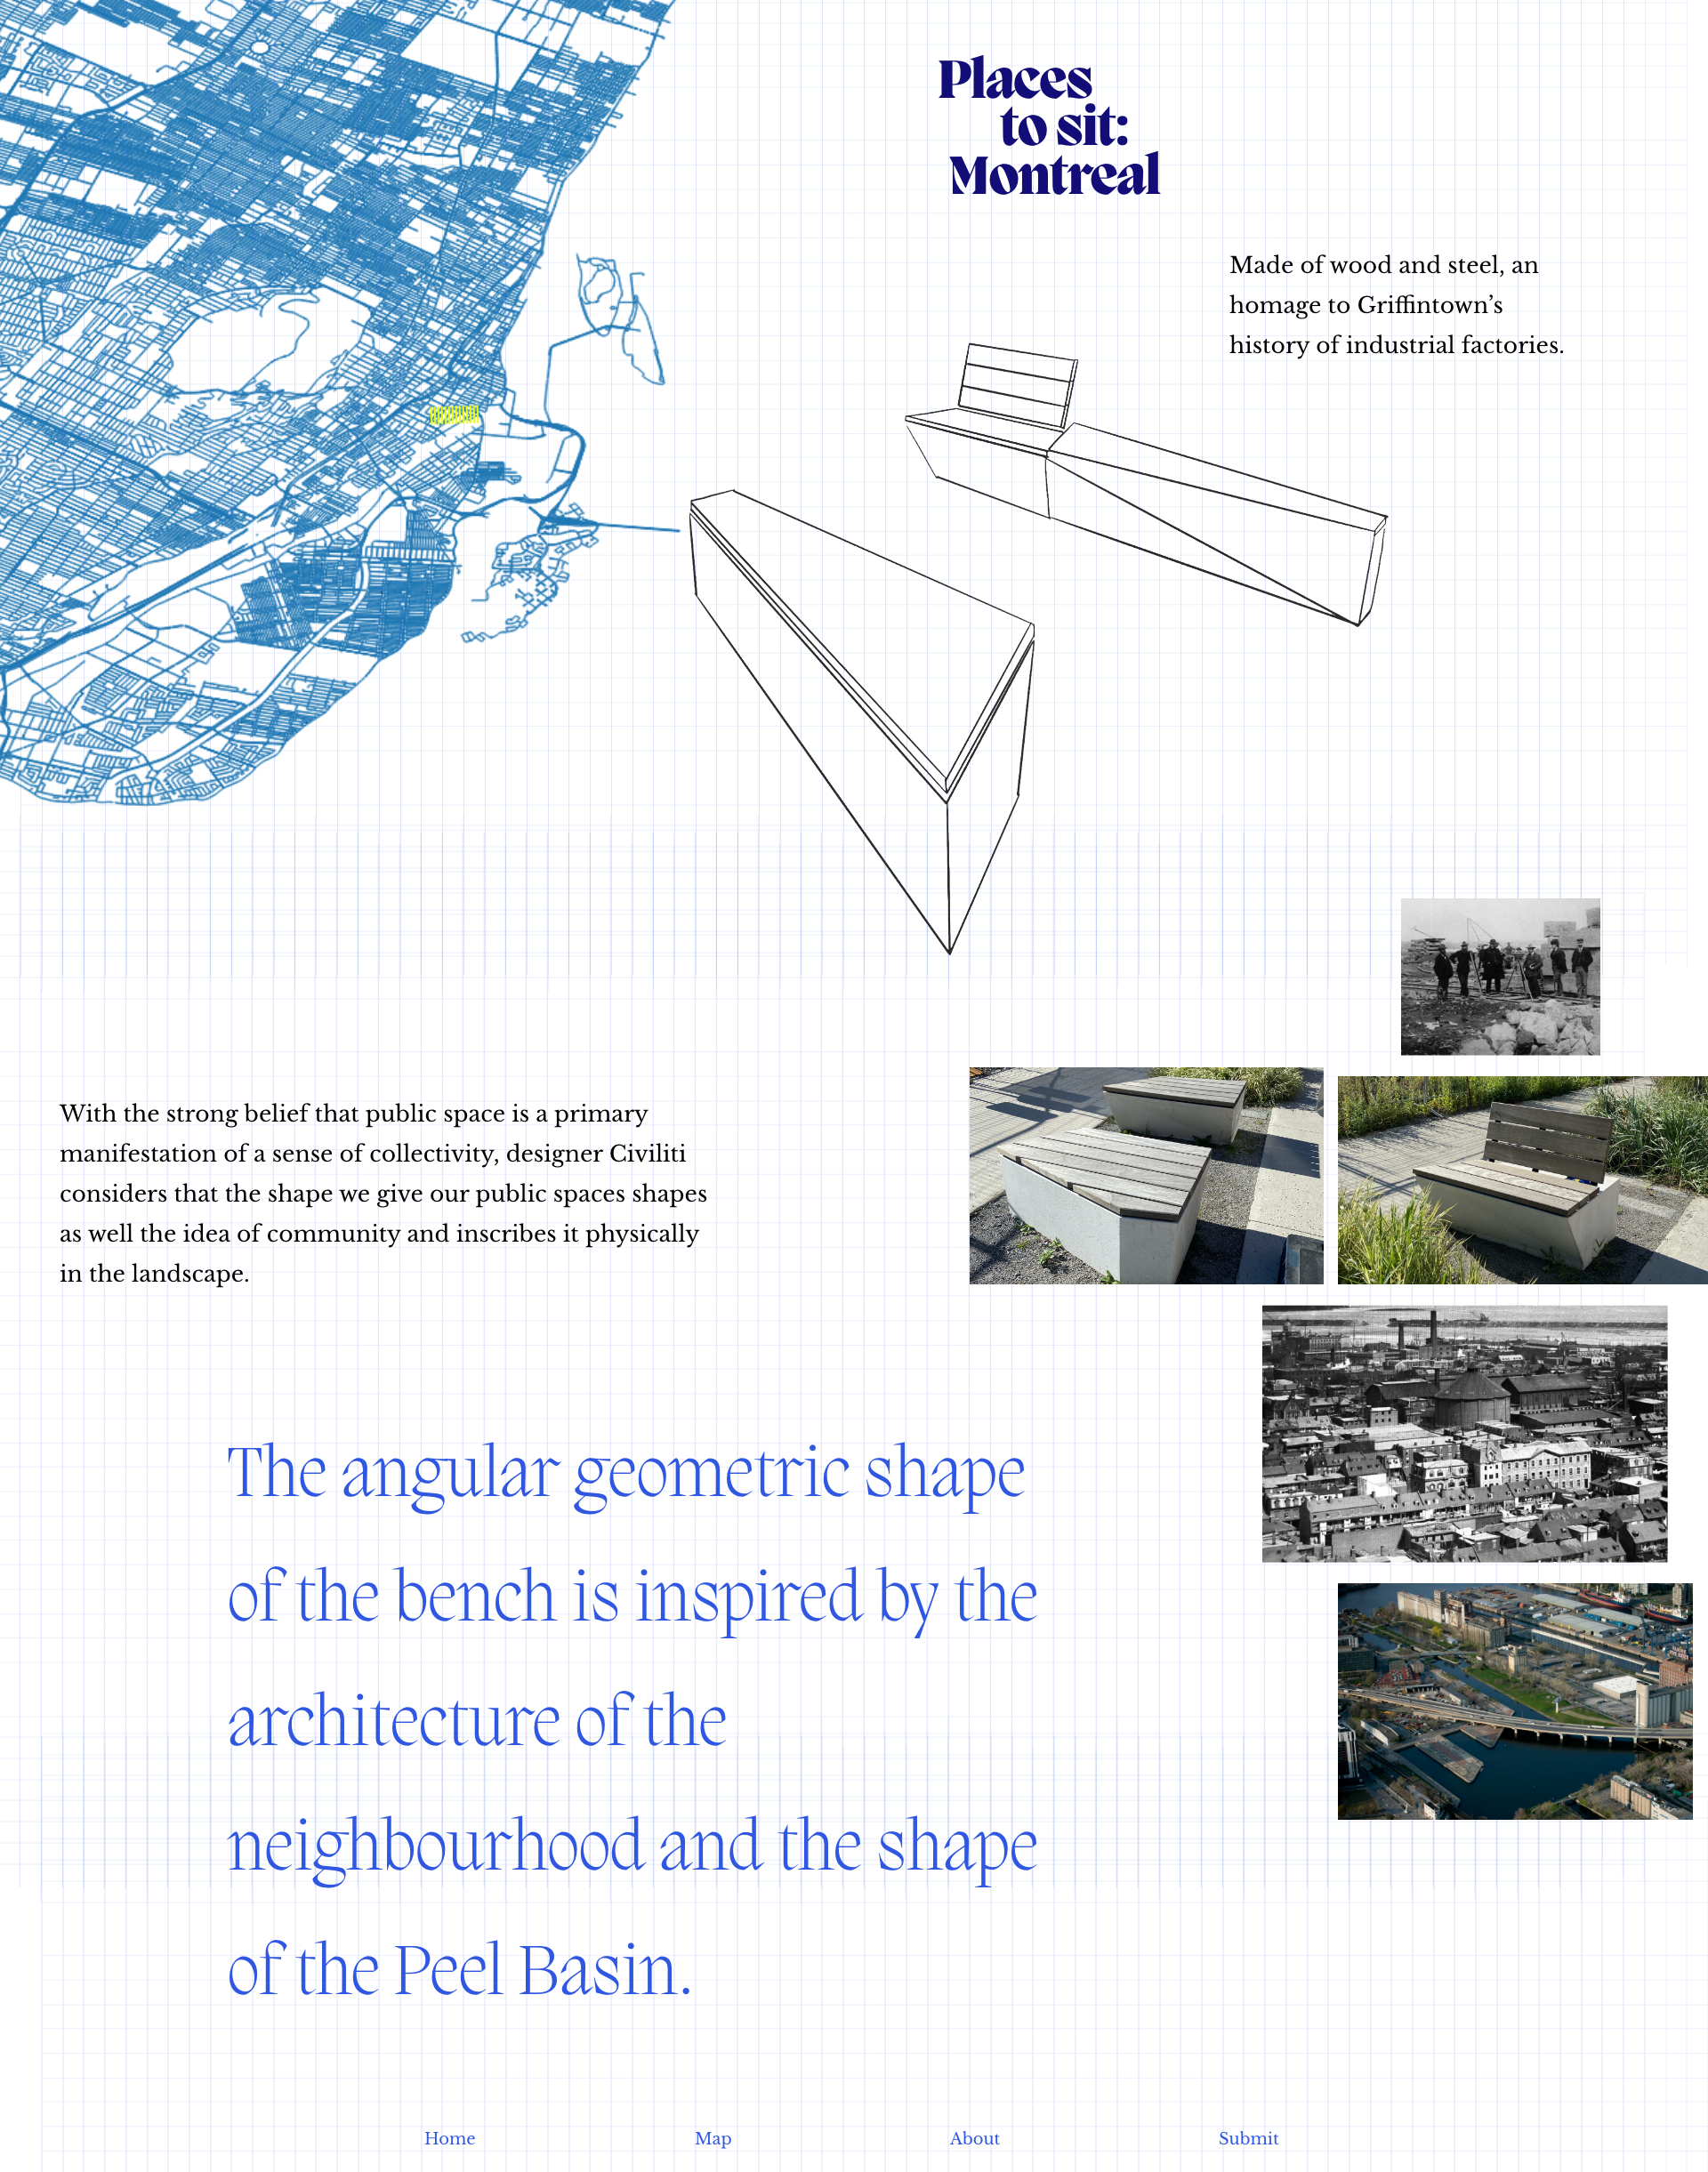 Places
to sit:
Montreal
Made of wood and steel, an
homage to Griffintown’s
history of industrial factories.
With the strong belief that public space is a primary
manifestation of a sense of collectivity, designer Civiliti
considers that the shape we give our public spaces shapes
as well the idea of community and inscribes it physically
in the landscape.
The angular geometric shape
of the bench is inspired by the
architecture of the
neighbourhood and the shape
of the Peel Basin.
Home
Map
About
Submit